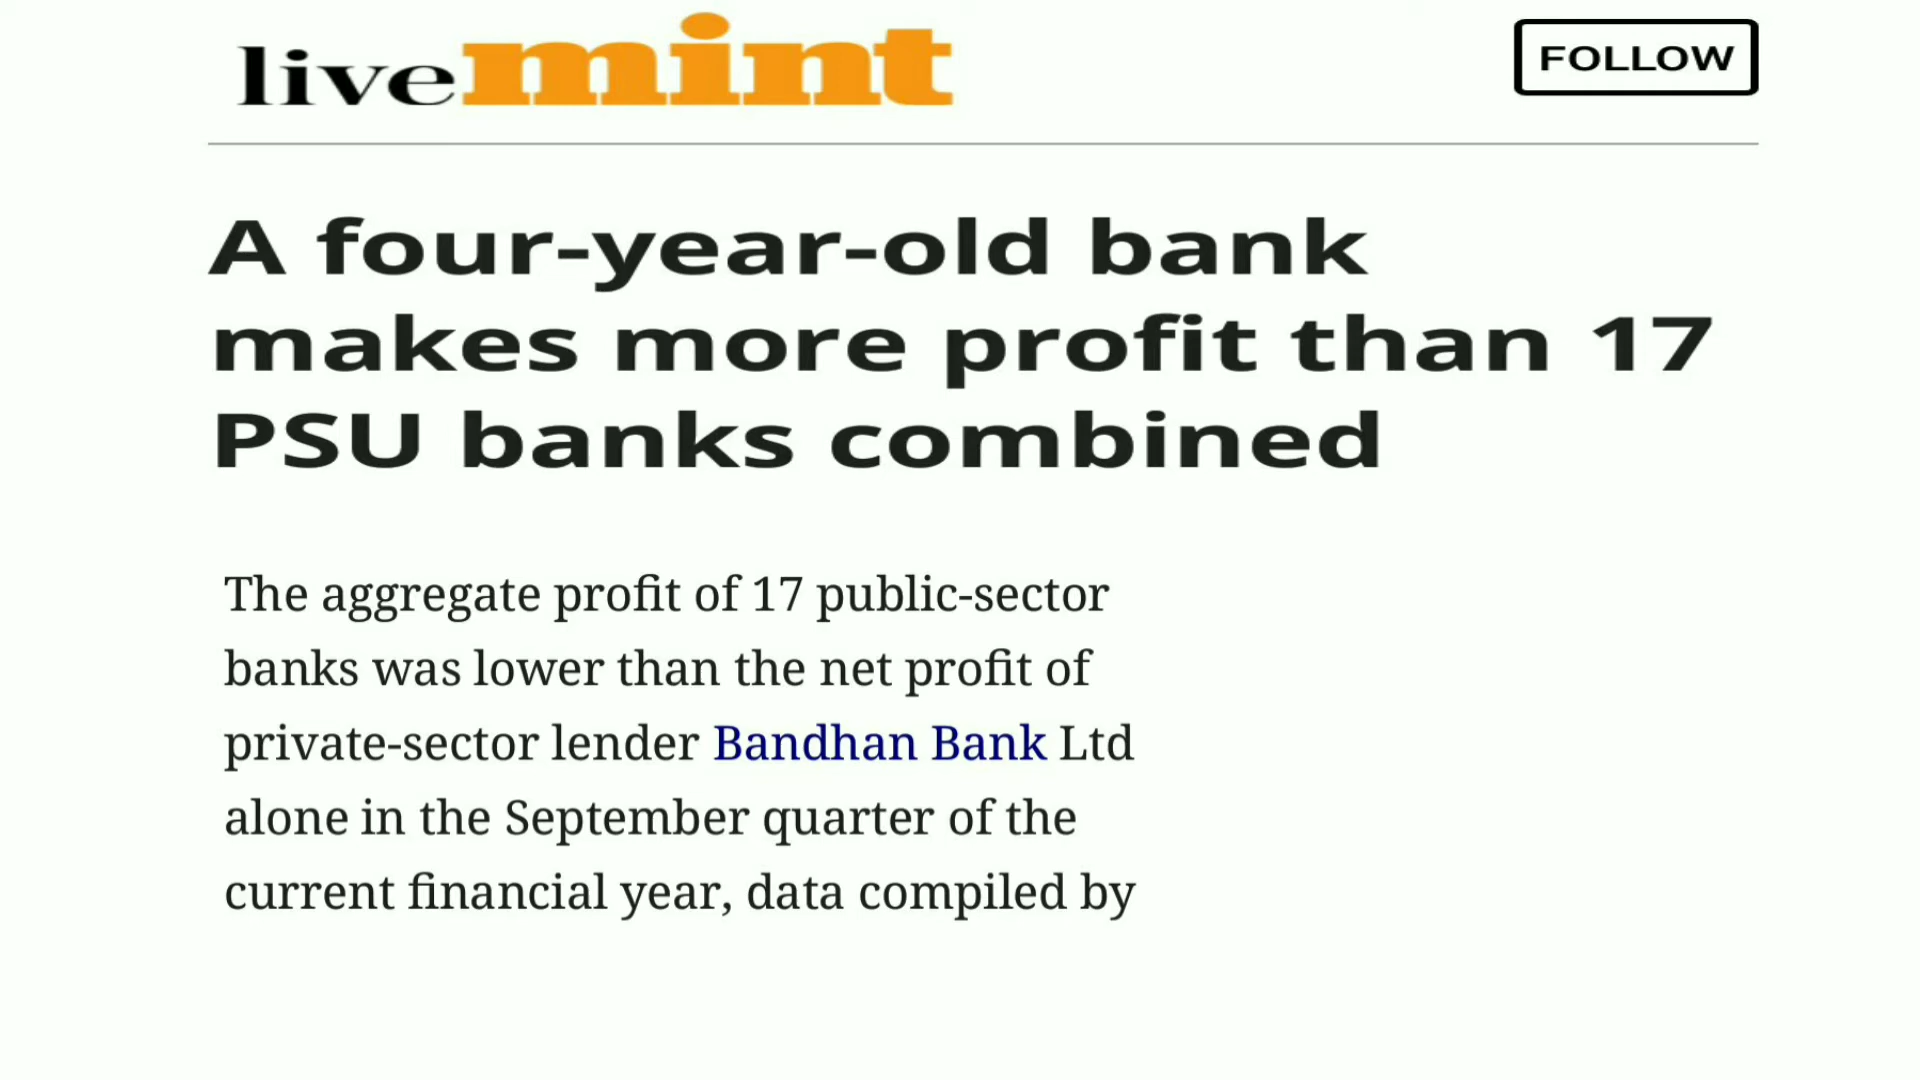 livemint
FOLLOW
A four-year-old bank
makes more profit than 17
PSU banks combined
The aggregate profit of 17 public-sector
banks was lower than the net profit of
private-sector lender Bandhan Bank Ltd
alone in the September quarter of the
current financial year, data compiled by